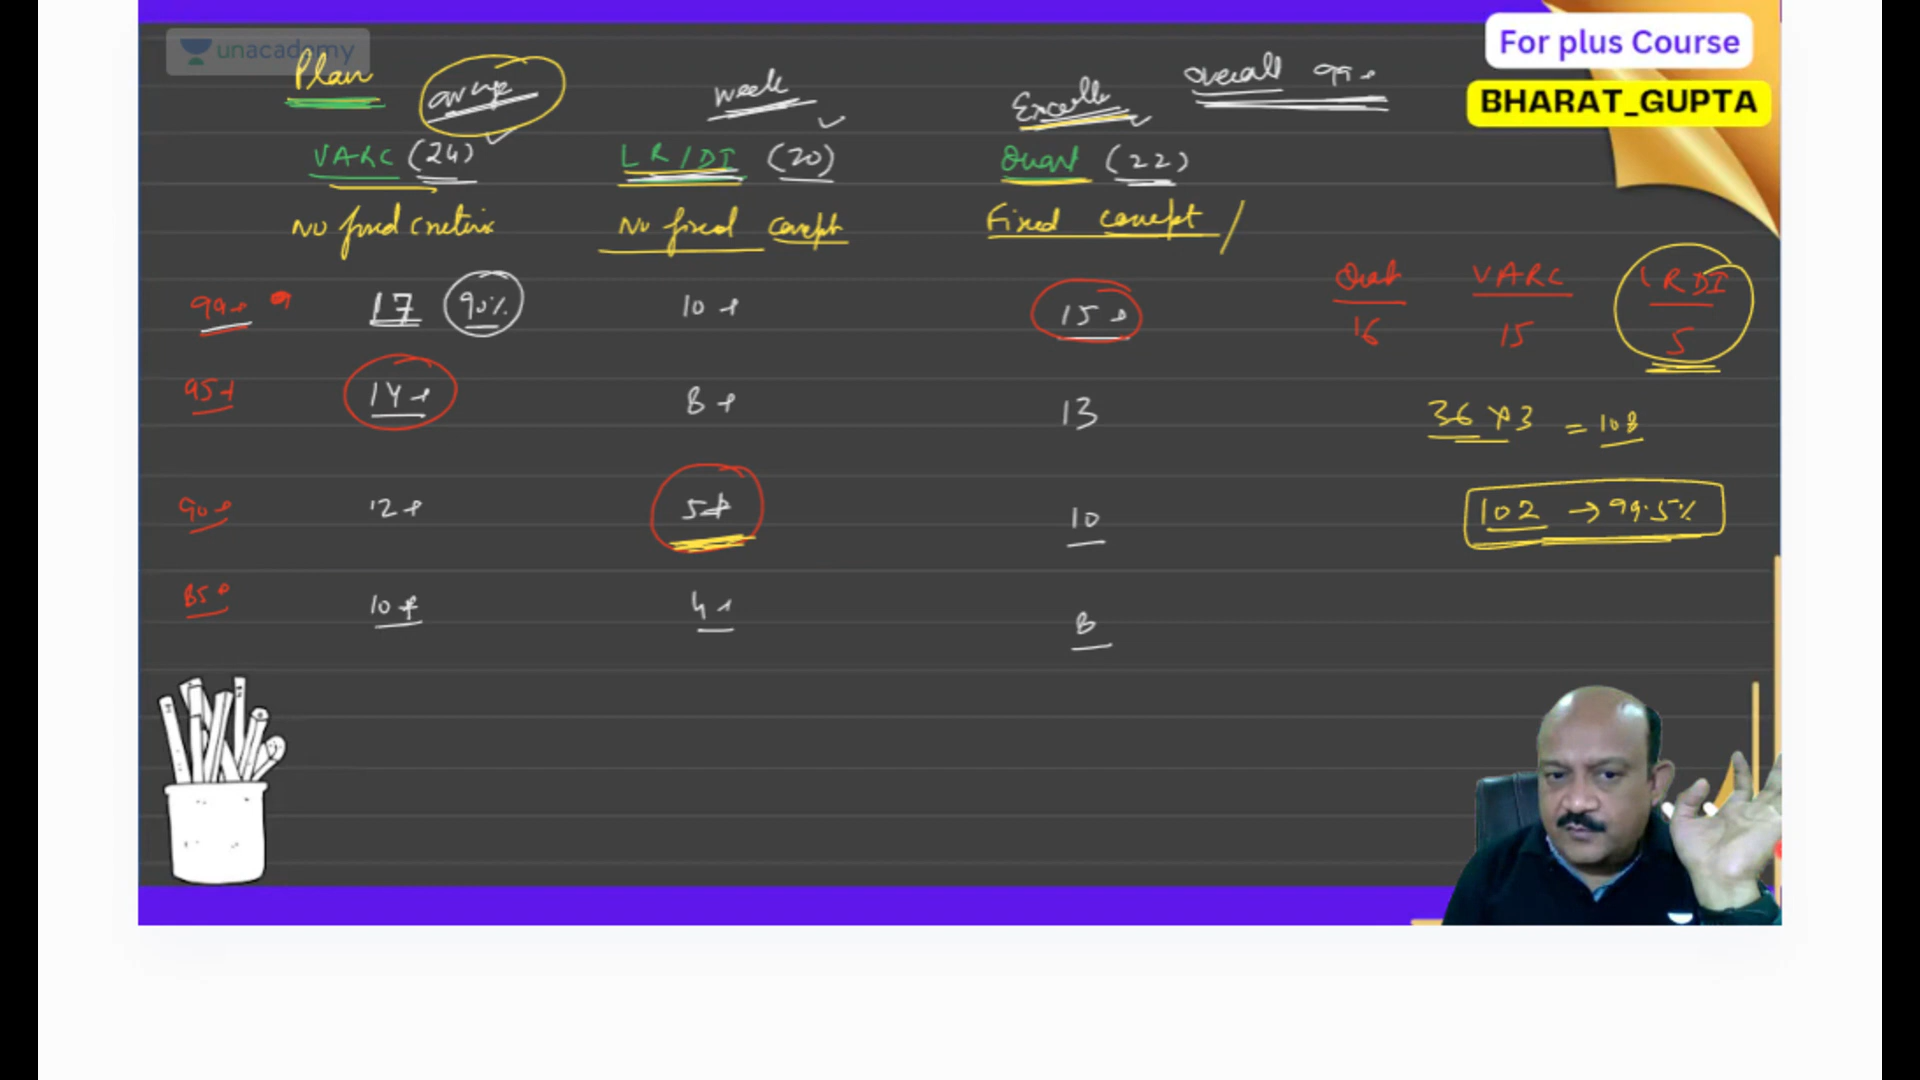 unacademy
For plus Course
BHARAT_GUPTA
Plan average week Excelle overall 99+
VARC (24) LR/DI (20) Quant (22)
No fixed No fixed concept Fixed concept /
99+ 17 90% 10+ 15+
Quant VARC LRDI
16 15 5
95+ 14+ 8+ 13
36 x 3 = 108
90+ 12+ 5+ 10
102 → 99.5%
85+ 10+ 4+ 8